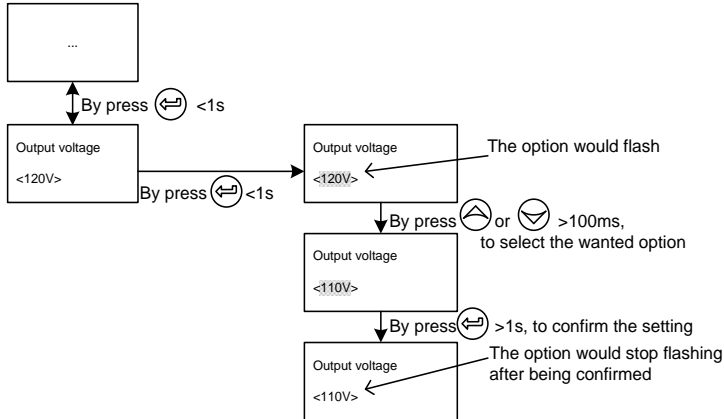 ...
By press <1s
Output voltage
<120V>
By press <1s
Output voltage
<120V>
The option would flash
By press or >100ms,
to select the wanted option
Output voltage
<110V>
By press >1s, to confirm the setting
Output voltage
<110V>
The option would stop flashing
after being confirmed